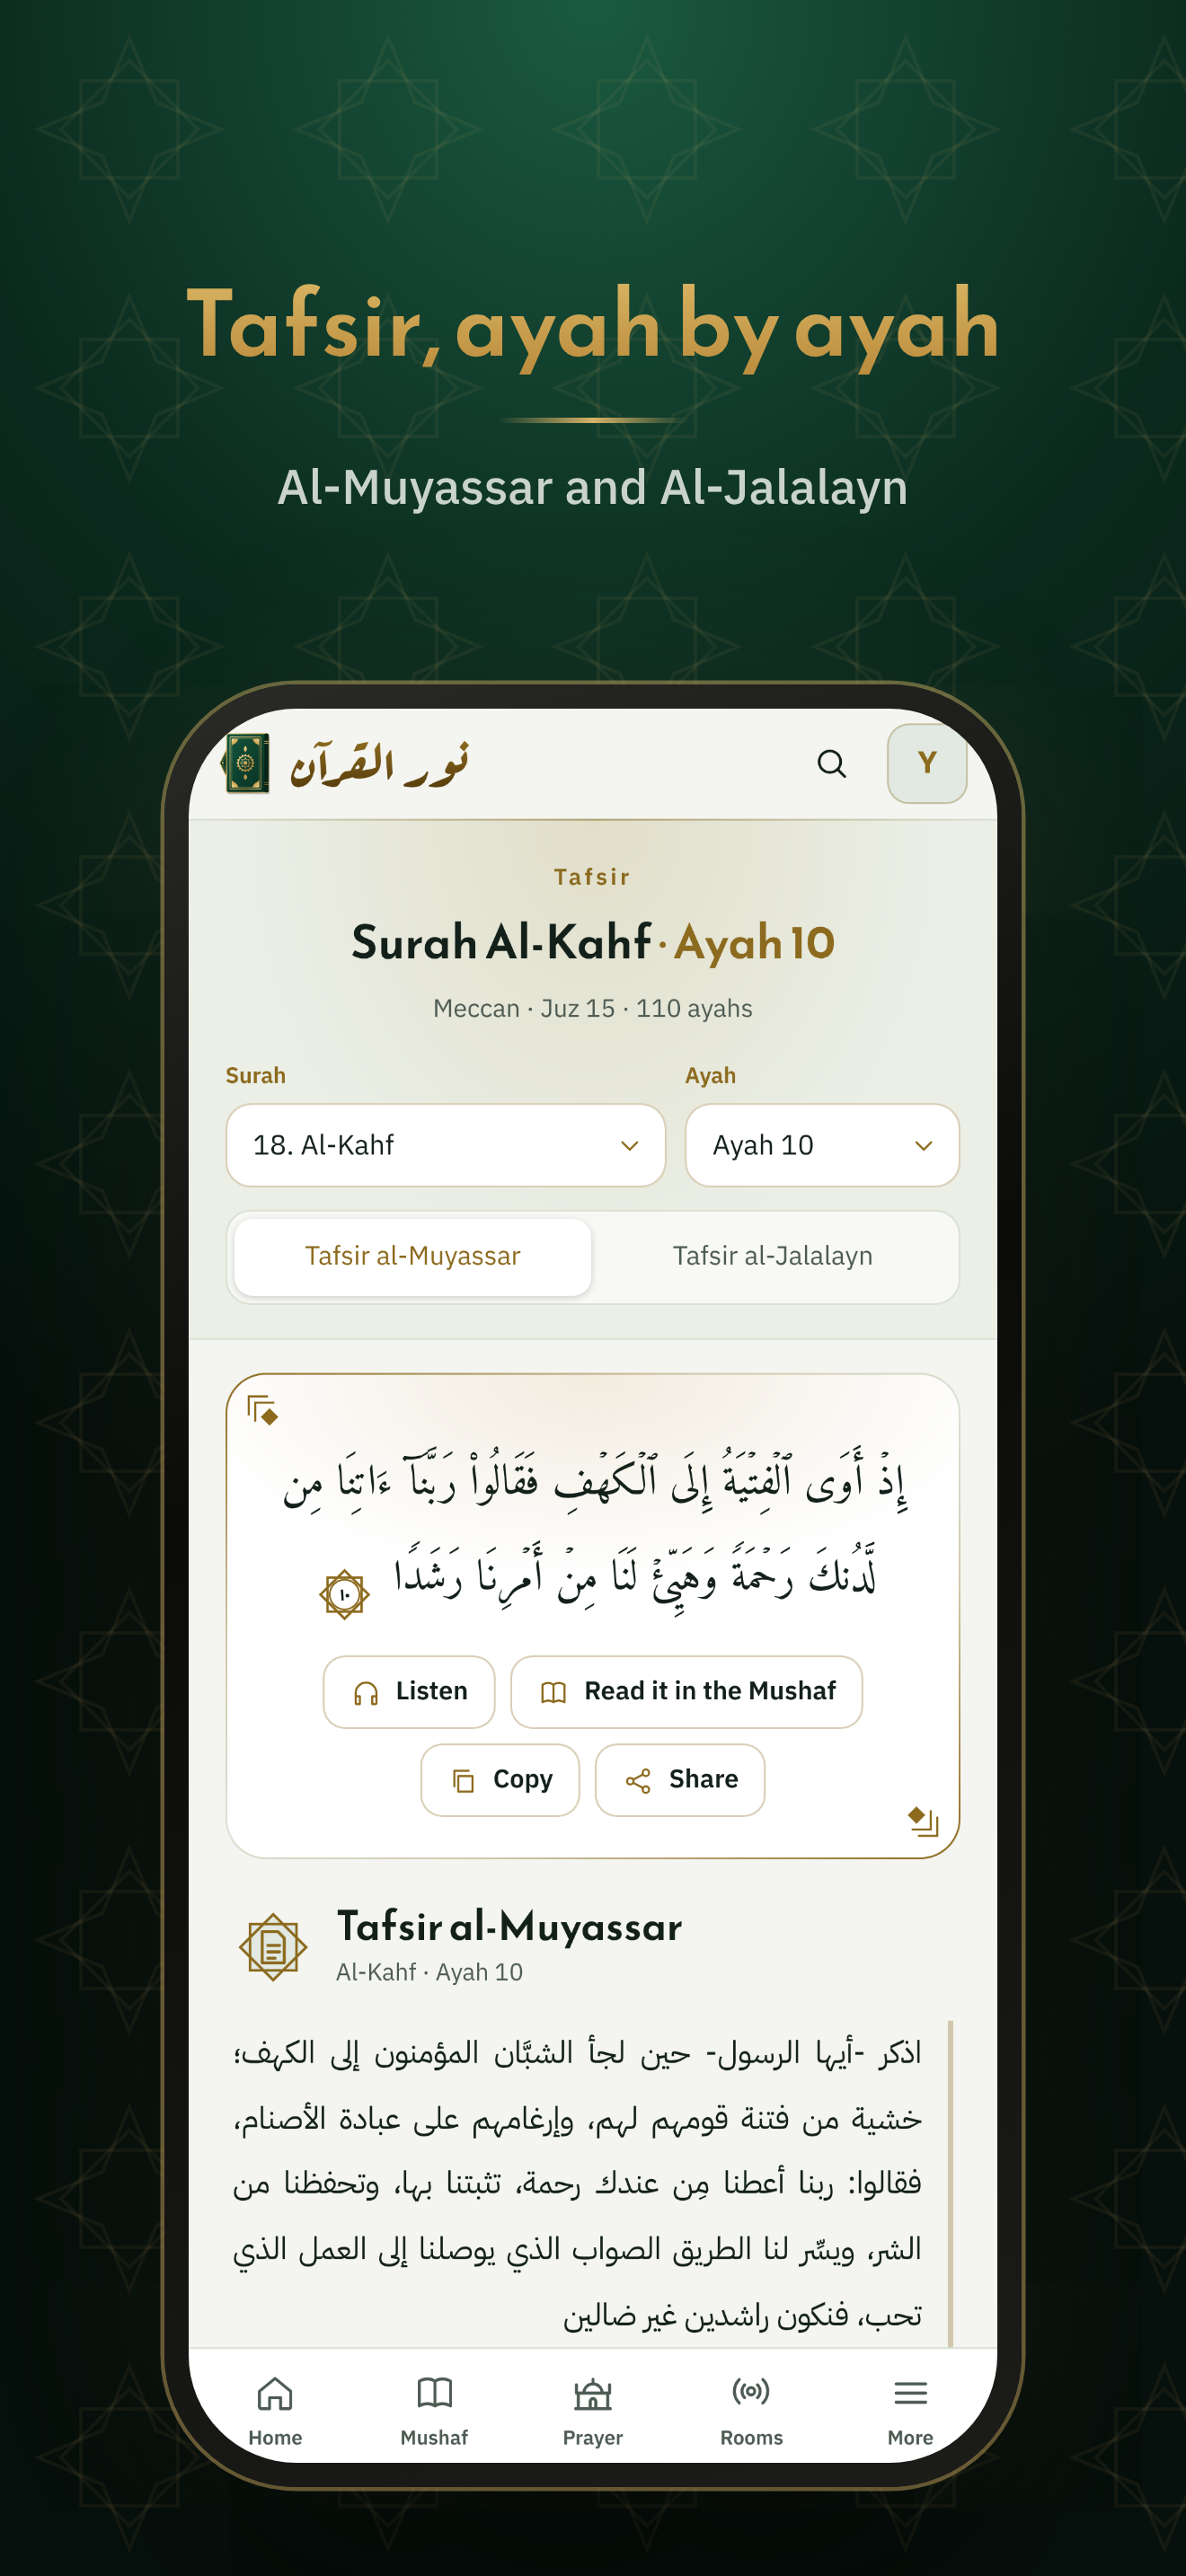 Tafsir, ayah by ayah
Al-Muyassar and Al-Jalalayn
نور القرآن
Y
Tafsir
Surah Al-Kahf · Ayah 10
Meccan · Juz 15 · 110 ayahs
Surah
Ayah
18. Al-Kahf
Ayah 10
Tafsir al-Muyassar
Tafsir al-Jalalayn
إِذۡ أَوَى ٱلۡفِتۡيَةُ إِلَى ٱلۡكَهۡفِ فَقَالُواْ رَبَّنَآ ءَاتِنَا مِن
لَّدُنكَ رَحۡمَةٗ وَهَيِّئۡ لَنَا مِنۡ أَمۡرِنَا رَشَدٗا ١٠
Listen
Read it in the Mushaf
Copy
Share
Tafsir al-Muyassar
Al-Kahf · Ayah 10
اذكر -أيها الرسول- حين لجأ الشبَّان المؤمنون إلى الكهف؛
خشية من فتنة قومهم لهم، وإرغامهم على عبادة الأصنام،
فقالوا: ربنا أعطنا مِن عندك رحمة، تثبتنا بها، وتحفظنا من
الشر، ويسِّر لنا الطريق الصواب الذي يوصلنا إلى العمل الذي
تحب، فنكون راشدين غير ضالين
Home
Mushaf
Prayer
Rooms
More